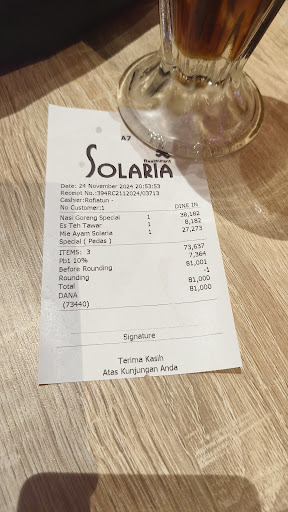 A7
Restaurant
SOLARIA
Date: 24 November 2024 20:53:53
Receipt No.:394RC2111202­4/03713
Cashier:Rofiatun -
No Customer:1 DINE IN
Nasi Goreng Special 1 38,182
Es Teh Tawar 1 8,182
Mie Ayam Solaria 1 27,273
Special ( Pedas )
ITEMS: 3 73,637
Pb1 10% 7,364
Before Rounding 81,001
Rounding -1
Total 81,000
DANA 81,000
(73440)
Signature
Terima Kasih
Atas Kunjungan Anda